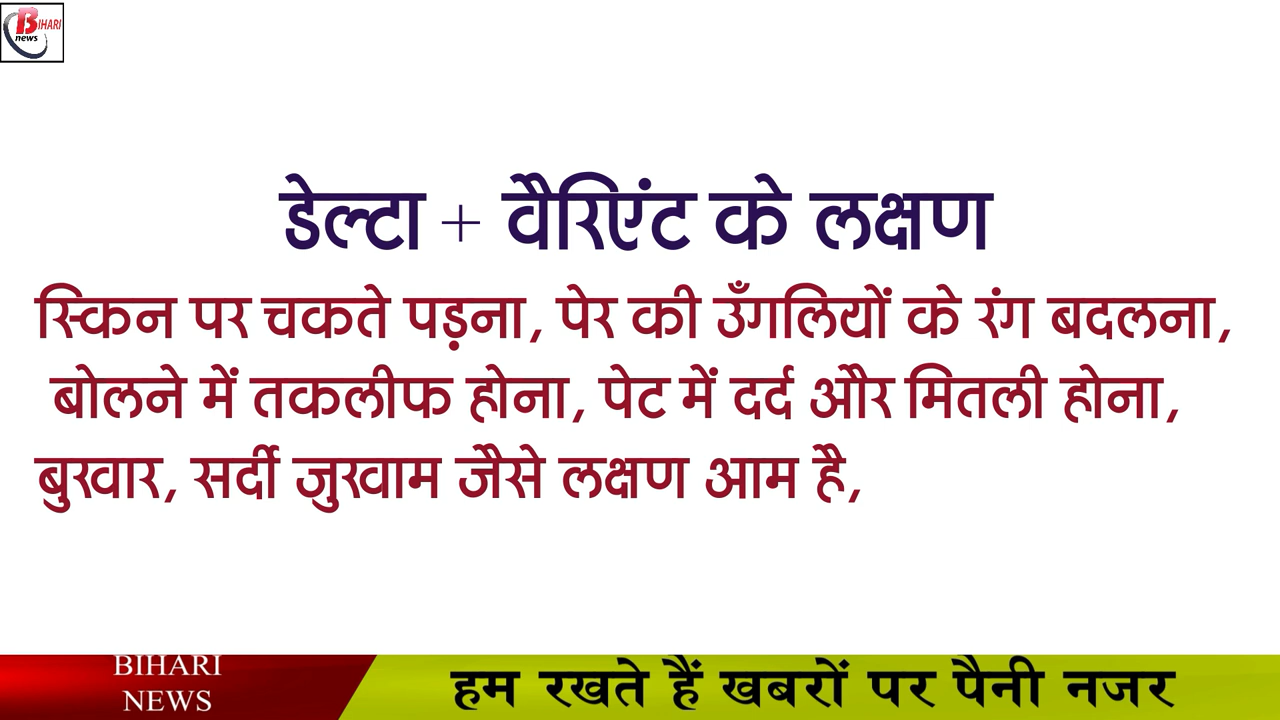 BIHARI
news
डेल्टा + वैरिएंट के लक्षण
स्किन पर चकते पड़ना, पेर की उँगलियों के रंग बदलना,
बोलने में तकलीफ होना, पेट में दर्द और मितली होना,
बुखार, सर्दी जुखाम जैसे लक्षण आम है,
BIHARI
NEWS
हम रखते हैं खबरों पर पैनी नजर